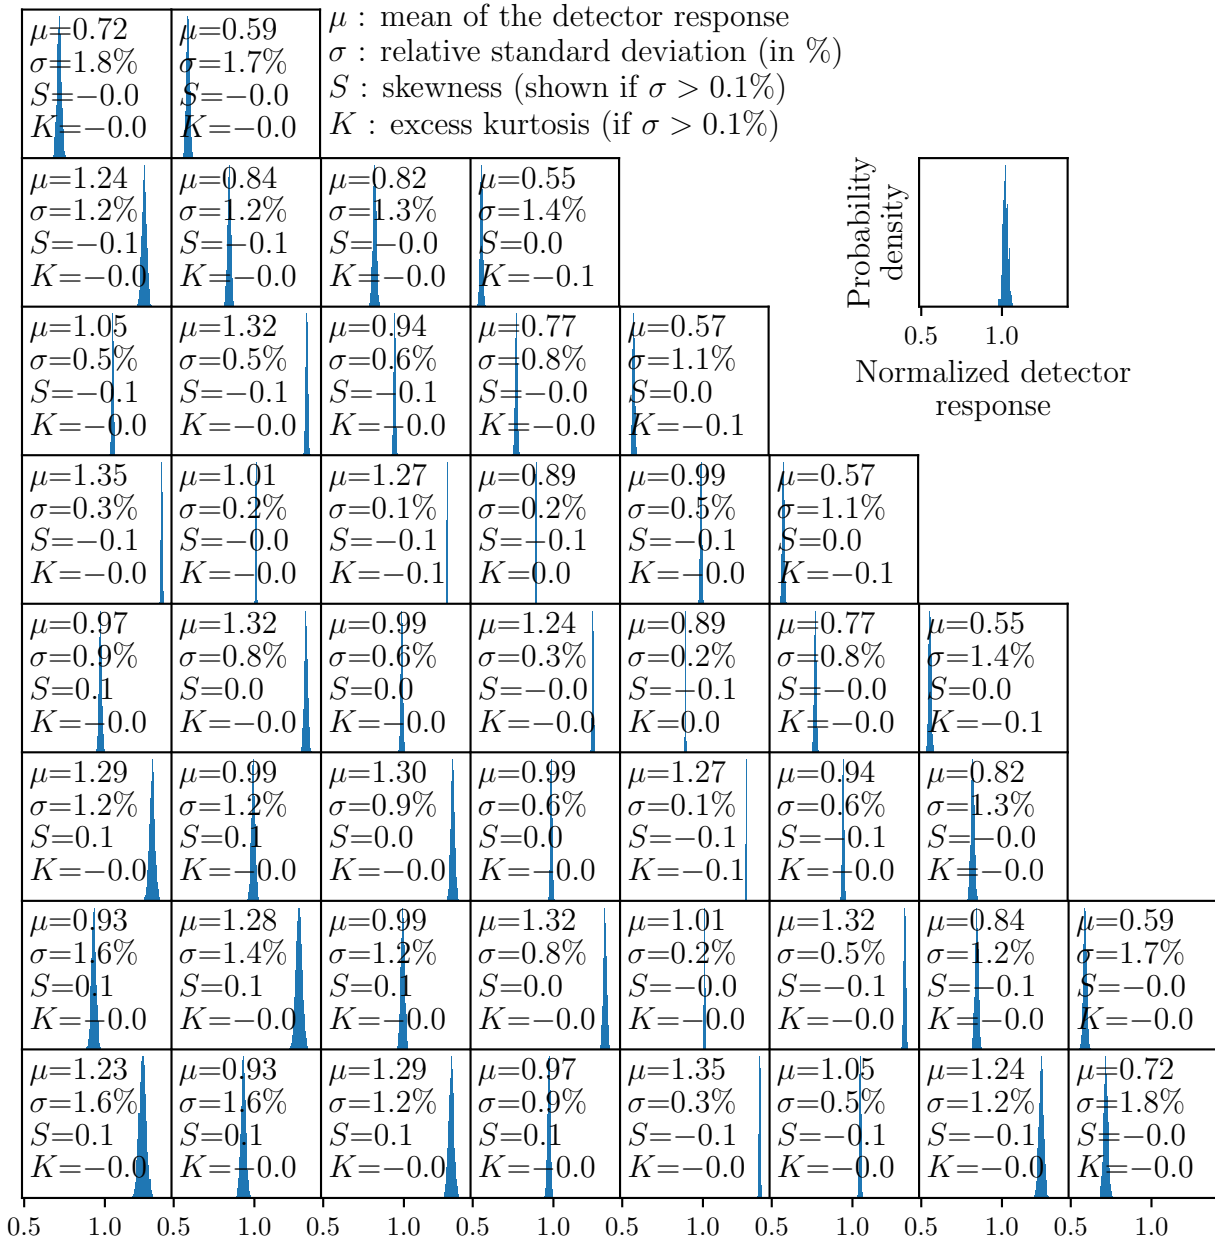 μ : mean of the detector response
σ : relative standard deviation (in %)
S : skewness (shown if σ > 0.1%)
K : excess kurtosis (if σ > 0.1%)
μ=0.72 μ=0.59
σ=1.8% σ=1.7%
S=−0.0 S=−0.0
K=−0.0 K=−0.0
Probability
density
0.5 1.0
Normalized detector
response
μ=1.24 μ=0.84 μ=0.82 μ=0.55
σ=1.2% σ=1.2% σ=1.3% σ=1.4%
S=−0.1 S=−0.1 S=−0.0 S=0.0
K=−0.0 K=−0.0 K=−0.0 K=−0.1
μ=1.05 μ=1.32 μ=0.94 μ=0.77 μ=0.57
σ=0.5% σ=0.5% σ=0.6% σ=0.8% σ=1.1%
S=−0.1 S=−0.1 S=−0.1 S=−0.0 S=0.0
K=−0.0 K=−0.0 K=−0.0 K=−0.0 K=−0.1
μ=1.35 μ=1.01 μ=1.27 μ=0.89 μ=0.99 μ=0.57
σ=0.3% σ=0.2% σ=0.1% σ=0.2% σ=0.5% σ=1.1%
S=−0.1 S=−0.0 S=−0.1 S=−0.1 S=−0.1 S=0.0
K=−0.0 K=−0.0 K=−0.1 K=0.0 K=−0.0 K=−0.1
μ=0.97 μ=1.32 μ=0.99 μ=1.24 μ=0.89 μ=0.77 μ=0.55
σ=0.9% σ=0.8% σ=0.6% σ=0.3% σ=0.2% σ=0.8% σ=1.4%
S=0.1 S=0.0 S=0.0 S=−0.0 S=−0.1 S=−0.0 S=0.0
K=−0.0 K=−0.0 K=−0.0 K=−0.0 K=0.0 K=−0.0 K=−0.1
μ=1.29 μ=0.99 μ=1.30 μ=0.99 μ=1.27 μ=0.94 μ=0.82
σ=1.2% σ=1.2% σ=0.9% σ=0.6% σ=0.1% σ=0.6% σ=1.3%
S=0.1 S=0.1 S=0.0 S=0.0 S=−0.1 S=−0.1 S=−0.0
K=−0.0 K=−0.0 K=−0.0 K=−0.0 K=−0.1 K=−0.0 K=−0.0
μ=0.93 μ=1.28 μ=0.99 μ=1.32 μ=1.01 μ=1.32 μ=0.84 μ=0.59
σ=1.6% σ=1.4% σ=1.2% σ=0.8% σ=0.2% σ=0.5% σ=1.2% σ=1.7%
S=0.1 S=0.1 S=0.1 S=0.0 S=−0.0 S=−0.1 S=−0.1 S=−0.0
K=−0.0 K=−0.0 K=−0.0 K=−0.0 K=−0.0 K=−0.0 K=−0.0 K=−0.0
μ=1.23 μ=0.93 μ=1.29 μ=0.97 μ=1.35 μ=1.05 μ=1.24 μ=0.72
σ=1.6% σ=1.6% σ=1.2% σ=0.9% σ=0.3% σ=0.5% σ=1.2% σ=1.8%
S=0.1 S=0.1 S=0.1 S=0.1 S=−0.1 S=−0.1 S=−0.1 S=−0.0
K=−0.0 K=−0.0 K=−0.0 K=−0.0 K=−0.0 K=−0.0 K=−0.0 K=−0.0
0.5 1.0 0.5 1.0 0.5 1.0 0.5 1.0 0.5 1.0 0.5 1.0 0.5 1.0 0.5 1.0